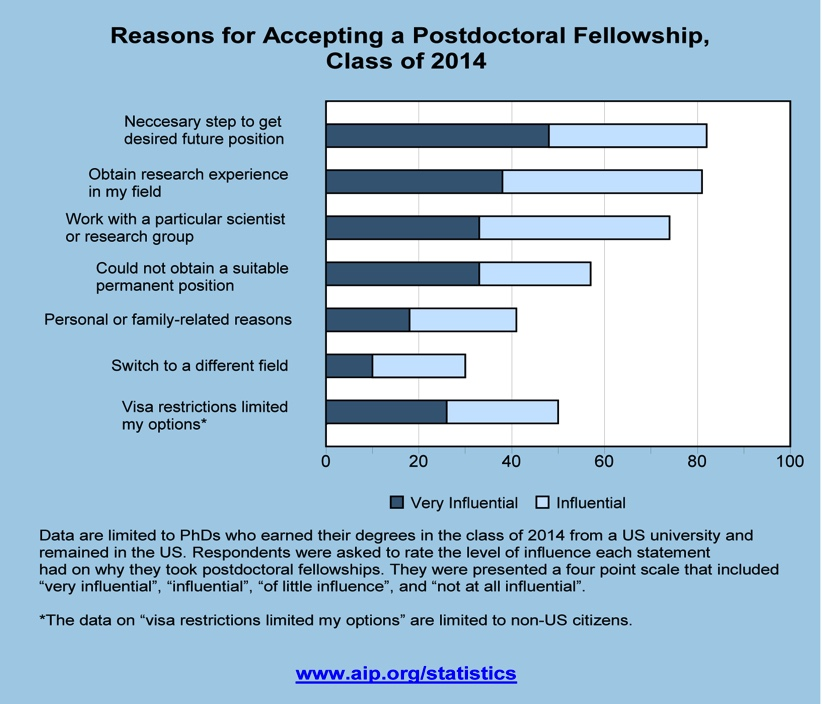 Reasons for Accepting a Postdoctoral Fellowship,
Class of 2014
Neccesary step to get
desired future position
Obtain research experience
in my field
Work with a particular scientist
or research group
Could not obtain a suitable
permanent position
Personal or family-related reasons
Switch to a different field
Visa restrictions limited
my options*
0 20 40 60 80 100
Very Influential Influential
Data are limited to PhDs who earned their degrees in the class of 2014 from a US university and
remained in the US. Respondents were asked to rate the level of influence each statement
had on why they took postdoctoral fellowships. They were presented a four point scale that included
“very influential”, “influential”, “of little influence”, and “not at all influential”.
*The data on “visa restrictions limited my options” are limited to non-US citizens.
www.aip.org/statistics